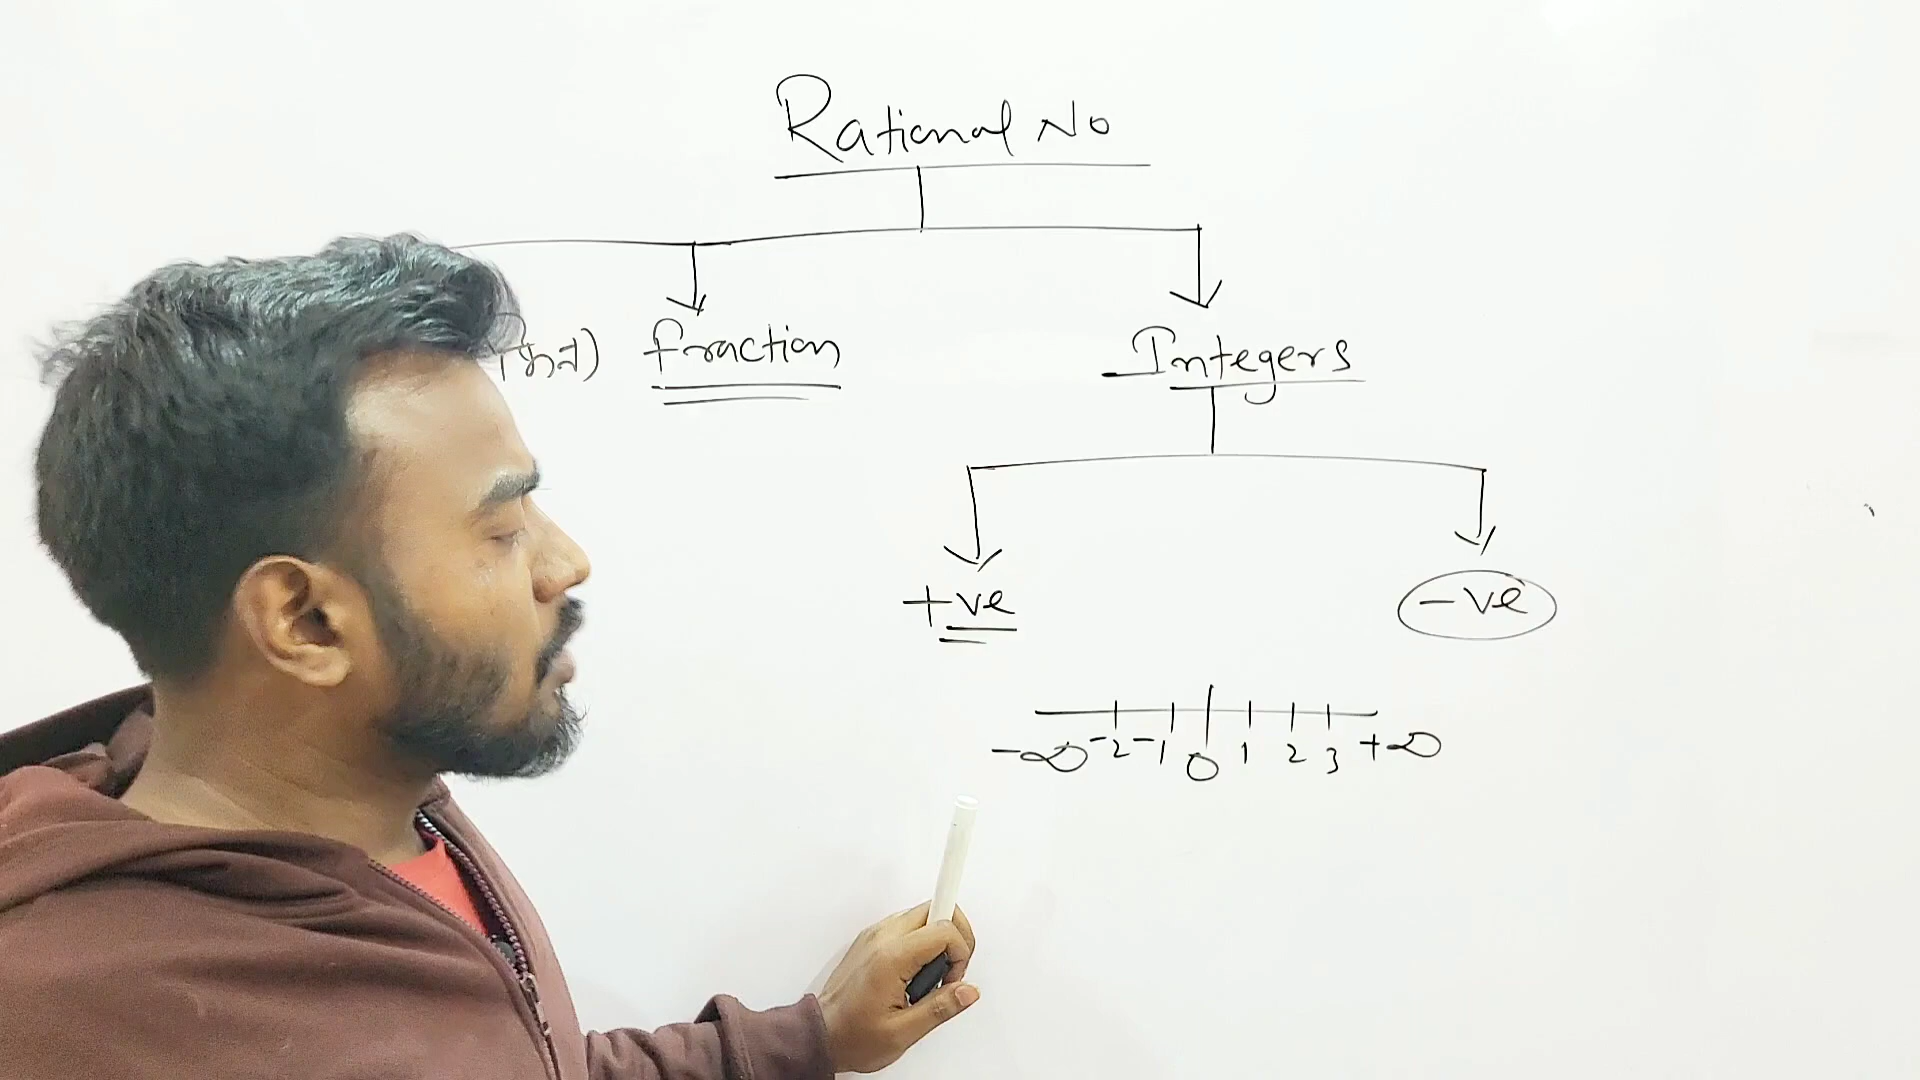 Rational No
fraction Integers
+ve -ve
-∞ -2 -1 0 1 2 3 +∞